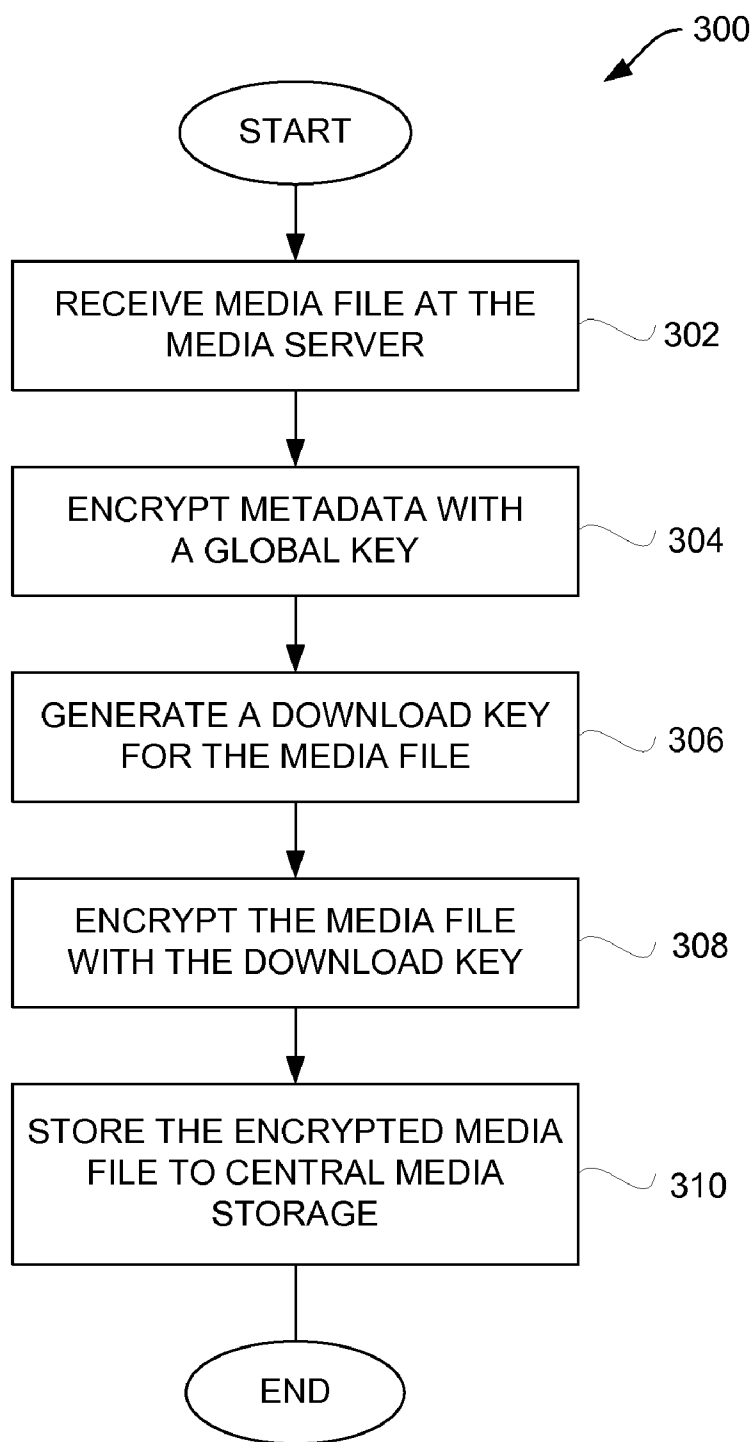 300
START
RECEIVE MEDIA FILE AT THE
MEDIA SERVER
302
ENCRYPT METADATA WITH
A GLOBAL KEY
304
GENERATE A DOWNLOAD KEY
FOR THE MEDIA FILE
306
ENCRYPT THE MEDIA FILE
WITH THE DOWNLOAD KEY
308
STORE THE ENCRYPTED MEDIA
FILE TO CENTRAL MEDIA
STORAGE
310
END